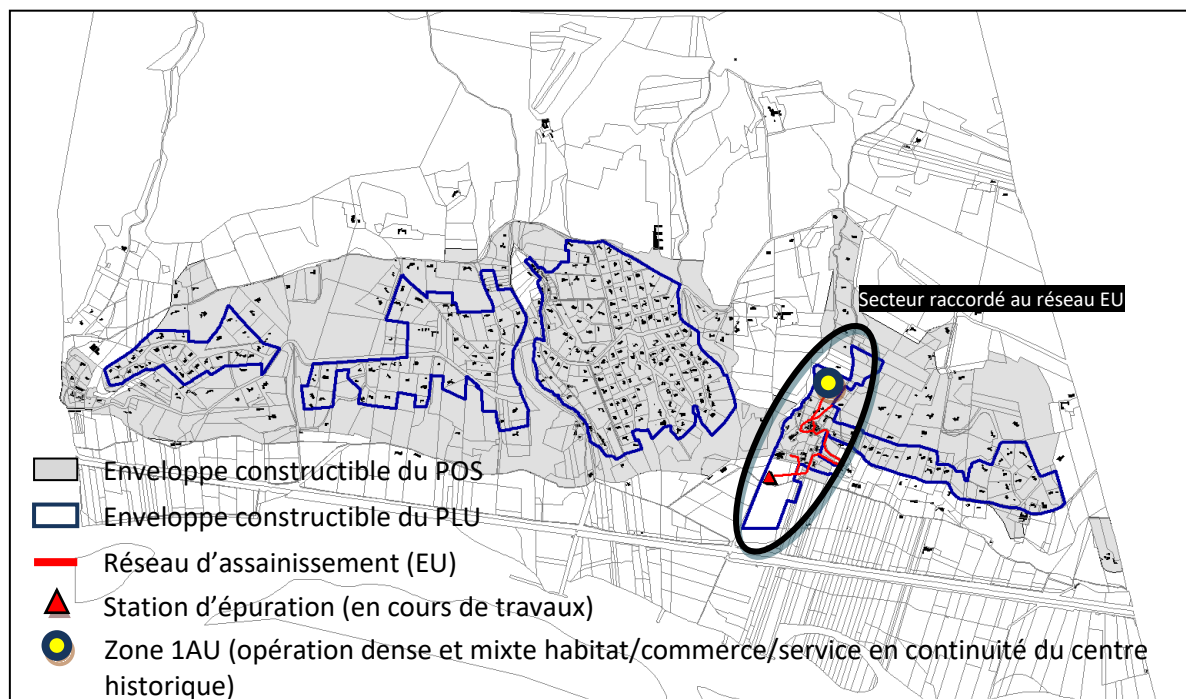 Secteur raccordé au réseau EU
Enveloppe constructible du POS
Enveloppe constructible du PLU
Réseau d’assainissement (EU)
Station d’épuration (en cours de travaux)
Zone 1AU (opération dense et mixte habitat/commerce/service en continuité du centre
historique)